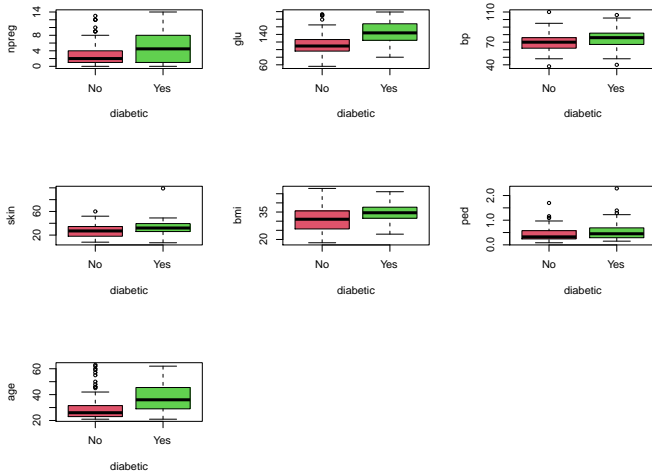 npreg
0 4 8 14
No Yes
diabetic
glu
60 140
No Yes
diabetic
bp
40 70 110
No Yes
diabetic
skin
20 60
No Yes
diabetic
bmi
20 35
No Yes
diabetic
ped
0.0 1.0 2.0
No Yes
diabetic
age
20 40 60
No Yes
diabetic